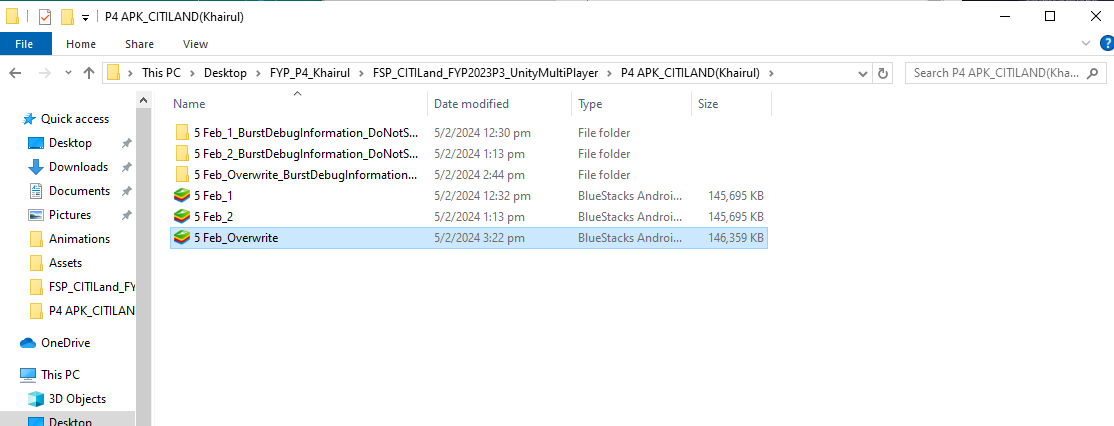 P4 APK_CITILAND(Khairul)
File Home Share View
This PC Desktop FYP_P4_Khairul FSP_CITILand_FYP2023P3_UnityMultiPlayer P4 APK_CITILAND(Khairul) Search P4 APK_CITILAND(Kha...
Name Date modified Type Size
Quick access
Desktop
Downloads
Documents
Pictures
Animations
Assets
FSP_CITILand_FY
P4 APK_CITILAN
OneDrive
This PC
3D Objects
Desktop
5 Feb_1_BurstDebugInformation_DoNotS... 5/2/2024 12:30 pm File folder
5 Feb_2_BurstDebugInformation_DoNotS... 5/2/2024 1:13 pm File folder
5 Feb_Overwrite_BurstDebugInformation... 5/2/2024 2:44 pm File folder
5 Feb_1 5/2/2024 12:32 pm BlueStacks Androi... 145,695 KB
5 Feb_2 5/2/2024 1:13 pm BlueStacks Androi... 145,695 KB
5 Feb_Overwrite 5/2/2024 3:22 pm BlueStacks Androi... 146,359 KB